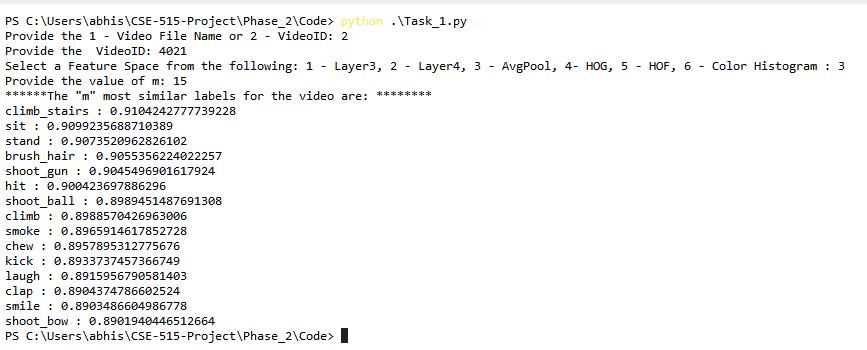 PS C:\Users\abhis\CSE-515-Project\Phase_2\Code> python .\Task_1.py
Provide the 1 - Video File Name or 2 - VideoID: 2
Provide the  VideoID: 4021
Select a Feature Space from the following: 1 - Layer3, 2 - Layer4, 3 - AvgPool, 4- HOG, 5 - HOF, 6 - Color Histogram : 3
Provide the value of m: 15
******The "m" most similar labels for the video are: ********
climb_stairs : 0.9104242777739228
sit : 0.9099235688710389
stand : 0.9073520962826102
brush_hair : 0.9055356224022257
shoot_gun : 0.9045496901617924
hit : 0.900423697886296
shoot_ball : 0.8989451487691308
climb : 0.8988570426963006
smoke : 0.8965914617852728
chew : 0.8957895312775676
kick : 0.8933737457366749
laugh : 0.8915956790581403
clap : 0.8904374786602524
smile : 0.8903486604986778
shoot_bow : 0.8901940446512664
PS C:\Users\abhis\CSE-515-Project\Phase_2\Code>